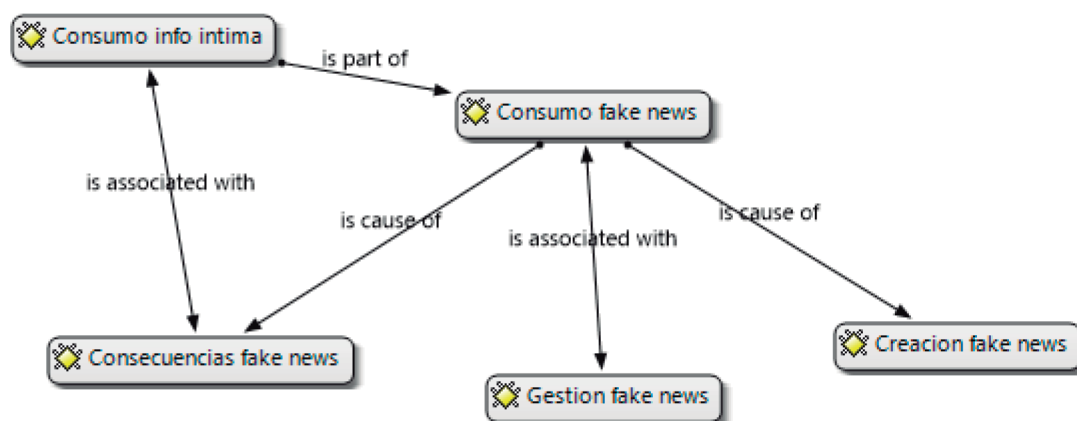 Consumo info intima
is part of
Consumo fake news
is associated with
is cause of
is associated with
is cause of
Consecuencias fake news
Gestion fake news
Creacion fake news